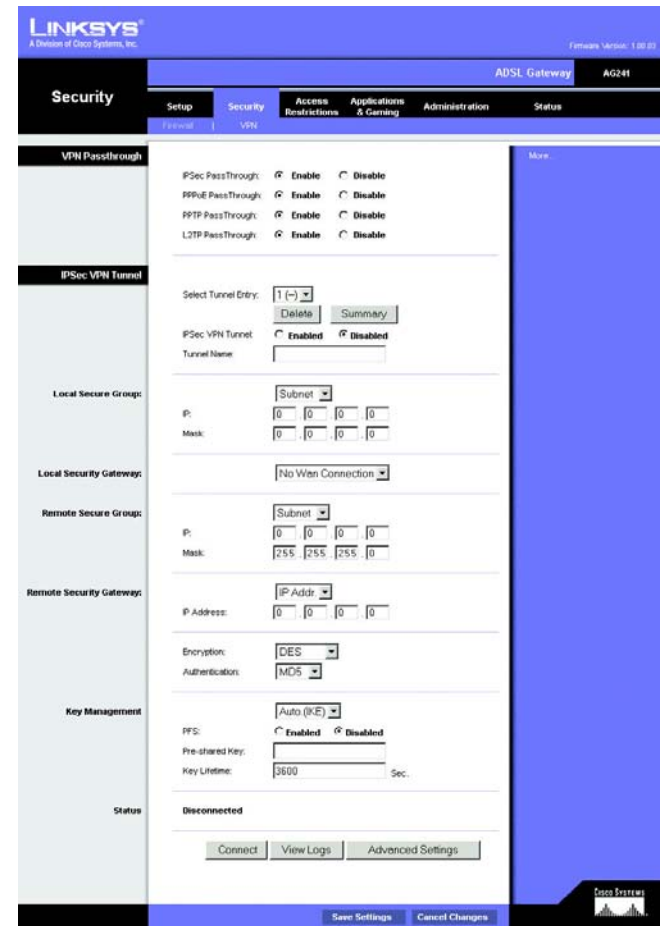 LINKSYS®
A Division of Cisco Systems, Inc.
Firmware Version: 1.00.03
ADSL Gateway AG241
Security
Setup Security Access Restrictions Applications & Gaming Administration Status
Firewall | VPN
VPN Passthrough
More...
IPSec PassThrough: Enable Disable
PPPoE PassThrough: Enable Disable
PPTP PassThrough: Enable Disable
L2TP PassThrough: Enable Disable
IPSec VPN Tunnel
Select Tunnel Entry: 1 (--)
Delete Summary
IPSec VPN Tunnel: Enabled Disabled
Tunnel Name:
Local Secure Group: Subnet
IP: 0 . 0 . 0 . 0
Mask: 0 . 0 . 0 . 0
Local Security Gateway: No Wan Connection
Remote Secure Group: Subnet
IP: 0 . 0 . 0 . 0
Mask: 255 . 255 . 255 . 0
Remote Security Gateway: IP Addr.
IP Address: 0 . 0 . 0 . 0
Encryption: DES
Authentication: MD5
Key Management Auto.(IKE)
PFS: Enabled Disabled
Pre-shared Key:
Key Lifetime: 3600 Sec.
Status Disconnected
Connect View Logs Advanced Settings
Save Settings Cancel Changes
CISCO SYSTEMS